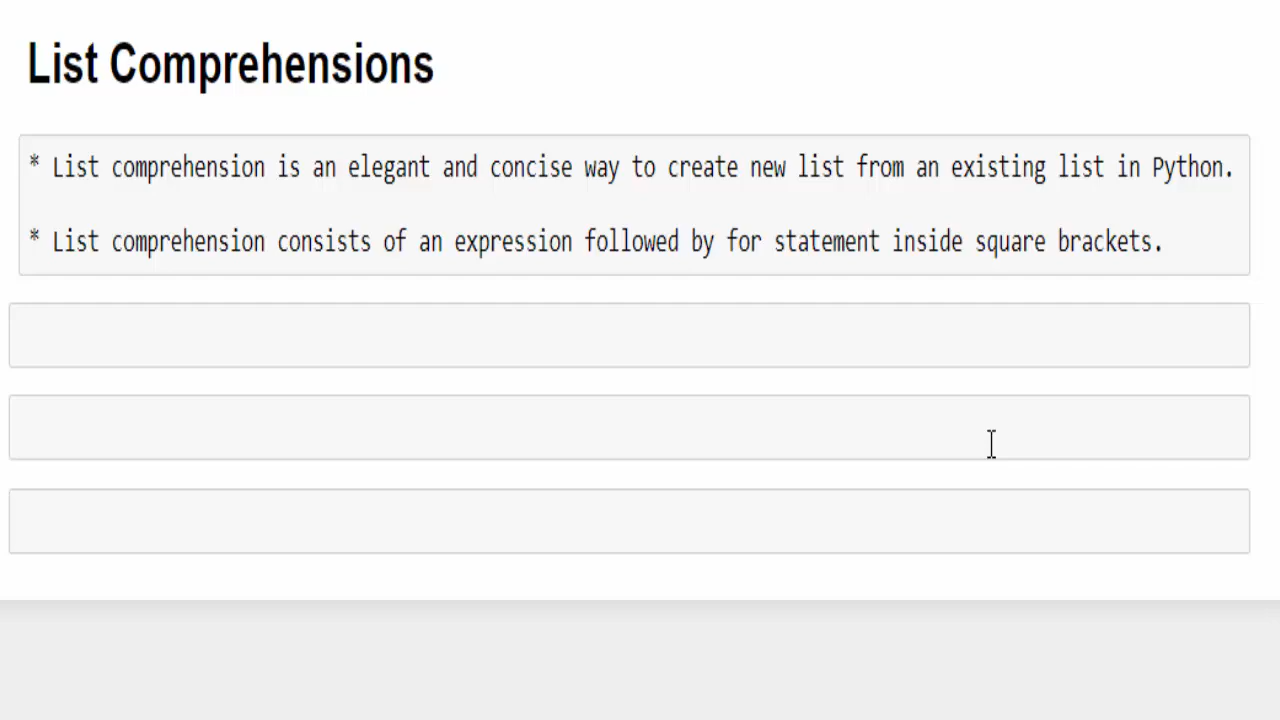 List Comprehensions
* List comprehension is an elegant and concise way to create new list from an existing list in Python.
* List comprehension consists of an expression followed by for statement inside square brackets.